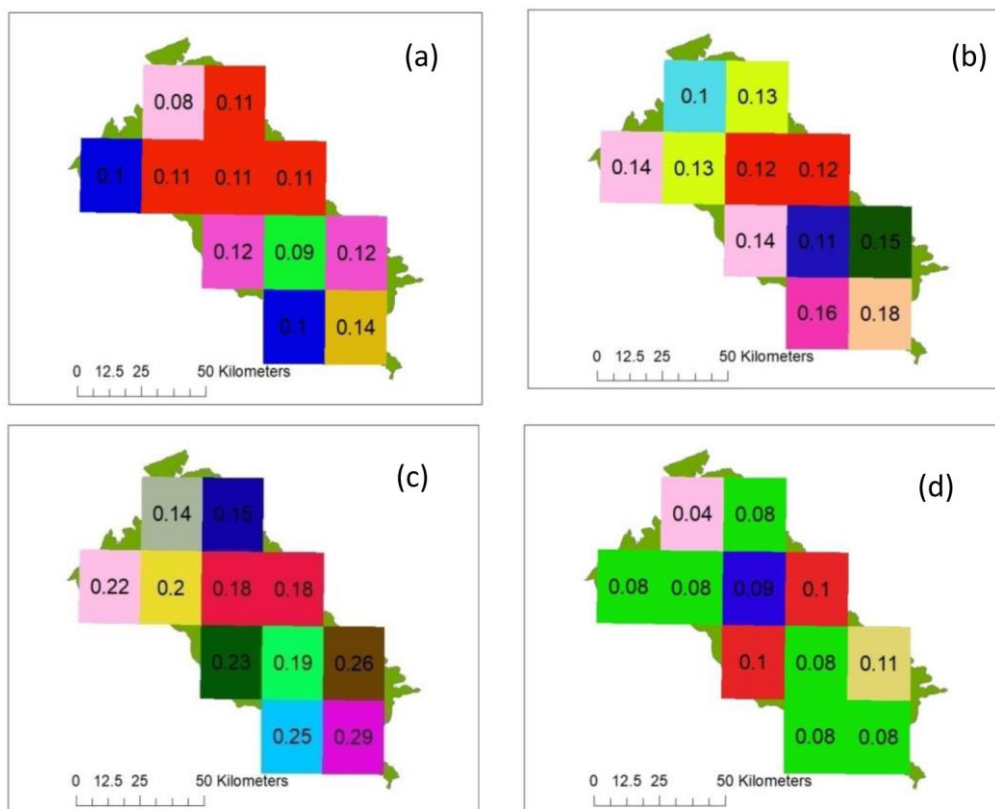 (a)
0.08 0.11
0.1 0.11 0.11 0.11
0.12 0.09 0.12
0.1 0.14
0 12.5 25 50 Kilometers
(b)
0.1 0.13
0.14 0.13 0.12 0.12
0.14 0.11 0.15
0.16 0.18
0 12.5 25 50 Kilometers
(c)
0.14 0.15
0.22 0.2 0.18 0.18
0.23 0.19 0.26
0.25 0.29
0 12.5 25 50 Kilometers
(d)
0.04 0.08
0.08 0.08 0.09 0.1
0.1 0.08 0.11
0.08 0.08
0 12.5 25 50 Kilometers